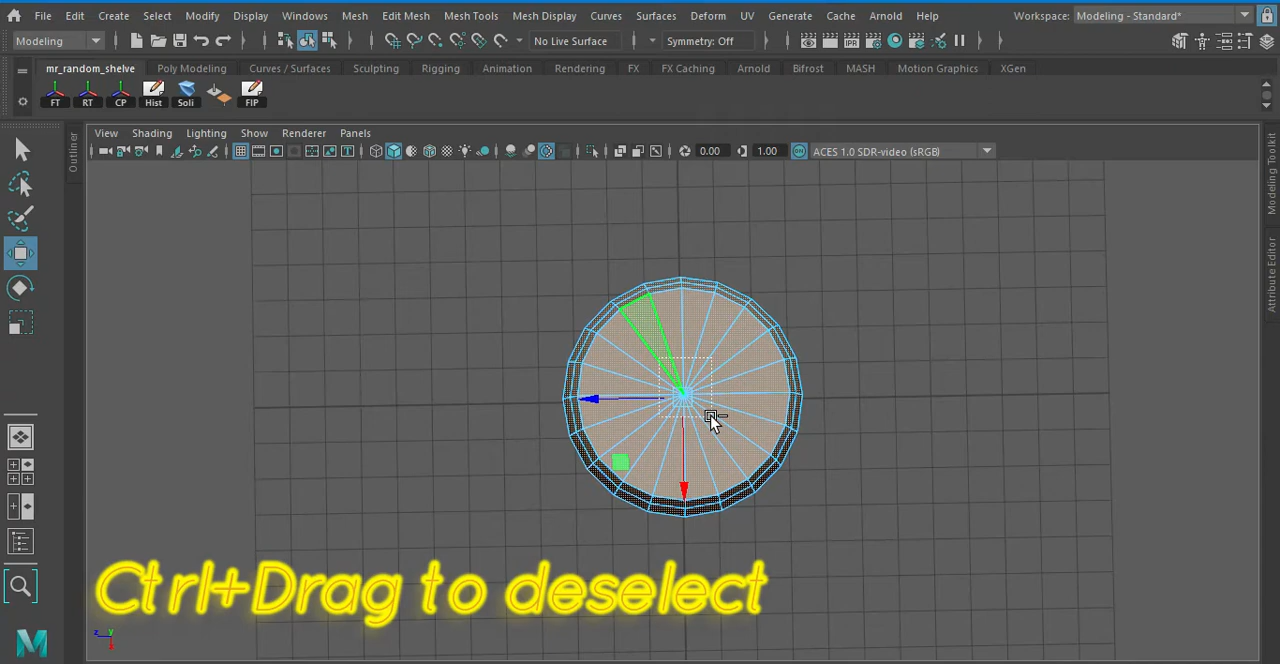 File Edit Create Select Modify Display Windows Mesh Edit Mesh Mesh Tools Mesh Display Curves Surfaces Deform UV Generate Cache Arnold Help Workspace: Modeling - Standard*
Modeling No Live Surface Symmetry: Off IPR
mr_random_shelve Poly Modeling Curves / Surfaces Sculpting Rigging Animation Rendering FX FX Caching Arnold Bifrost MASH Motion Graphics XGen
FT RT CP Hist Soli FIP
View Shading Lighting Show Renderer Panels
0.00 1.00 ON ACES 1.0 SDR-video (sRGB)
Outliner
Modeling Toolkit
Attribute Editor
Ctrl+Drag to deselect
z y
M